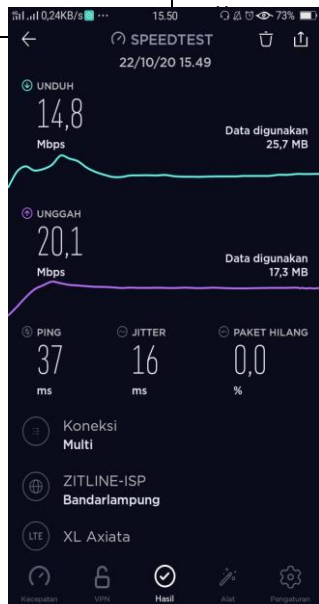 0,24KB/s ... 15.50 73%
SPEEDTEST
22/10/20 15.49
UNDUH
14,8
Mbps
Data digunakan
25,7 MB
UNGGAH
20,1
Mbps
Data digunakan
17,3 MB
PING JITTER PAKET HILANG
37 16 0,0
ms ms %
Koneksi
Multi
ZITLINE-ISP
Bandarlampung
LTE XL Axiata
Kecepatan VPN Hasil Alat Pengaturan